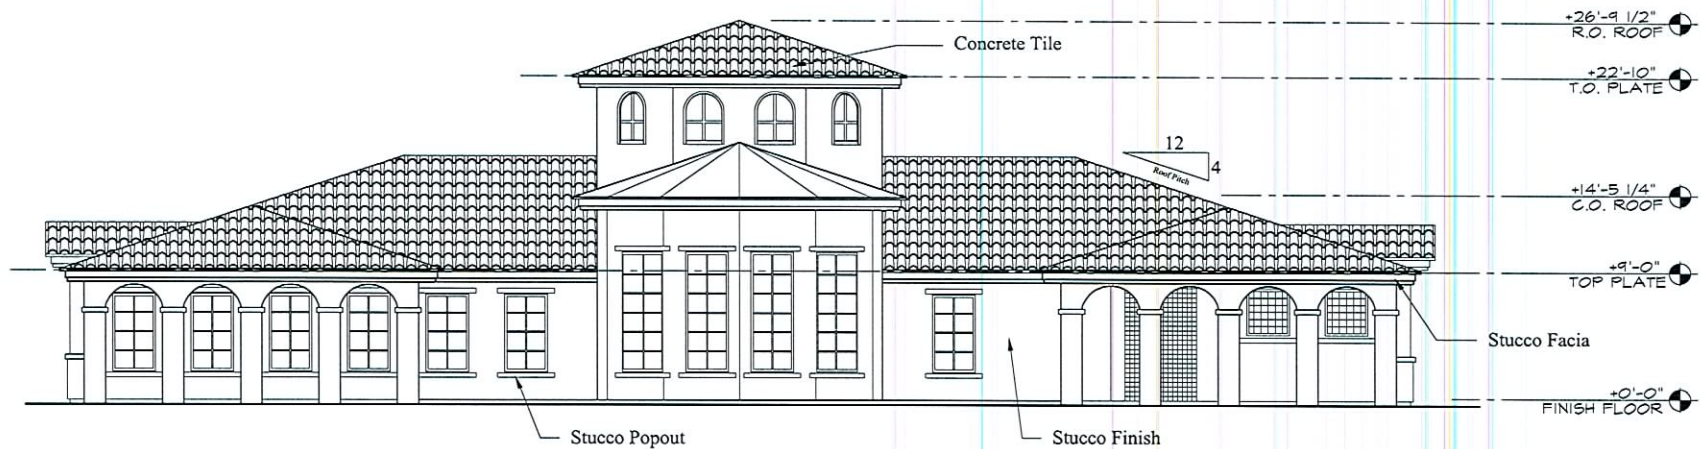 +26'-9 1/2"
R.O. ROOF
Concrete Tile
+22'-10"
T.O. PLATE
12
4
Roof Pitch
+14'-5 1/4"
C.O. ROOF
+9'-0"
TOP PLATE
Stucco Facia
+0'-0"
FINISH FLOOR
Stucco Popout
Stucco Finish